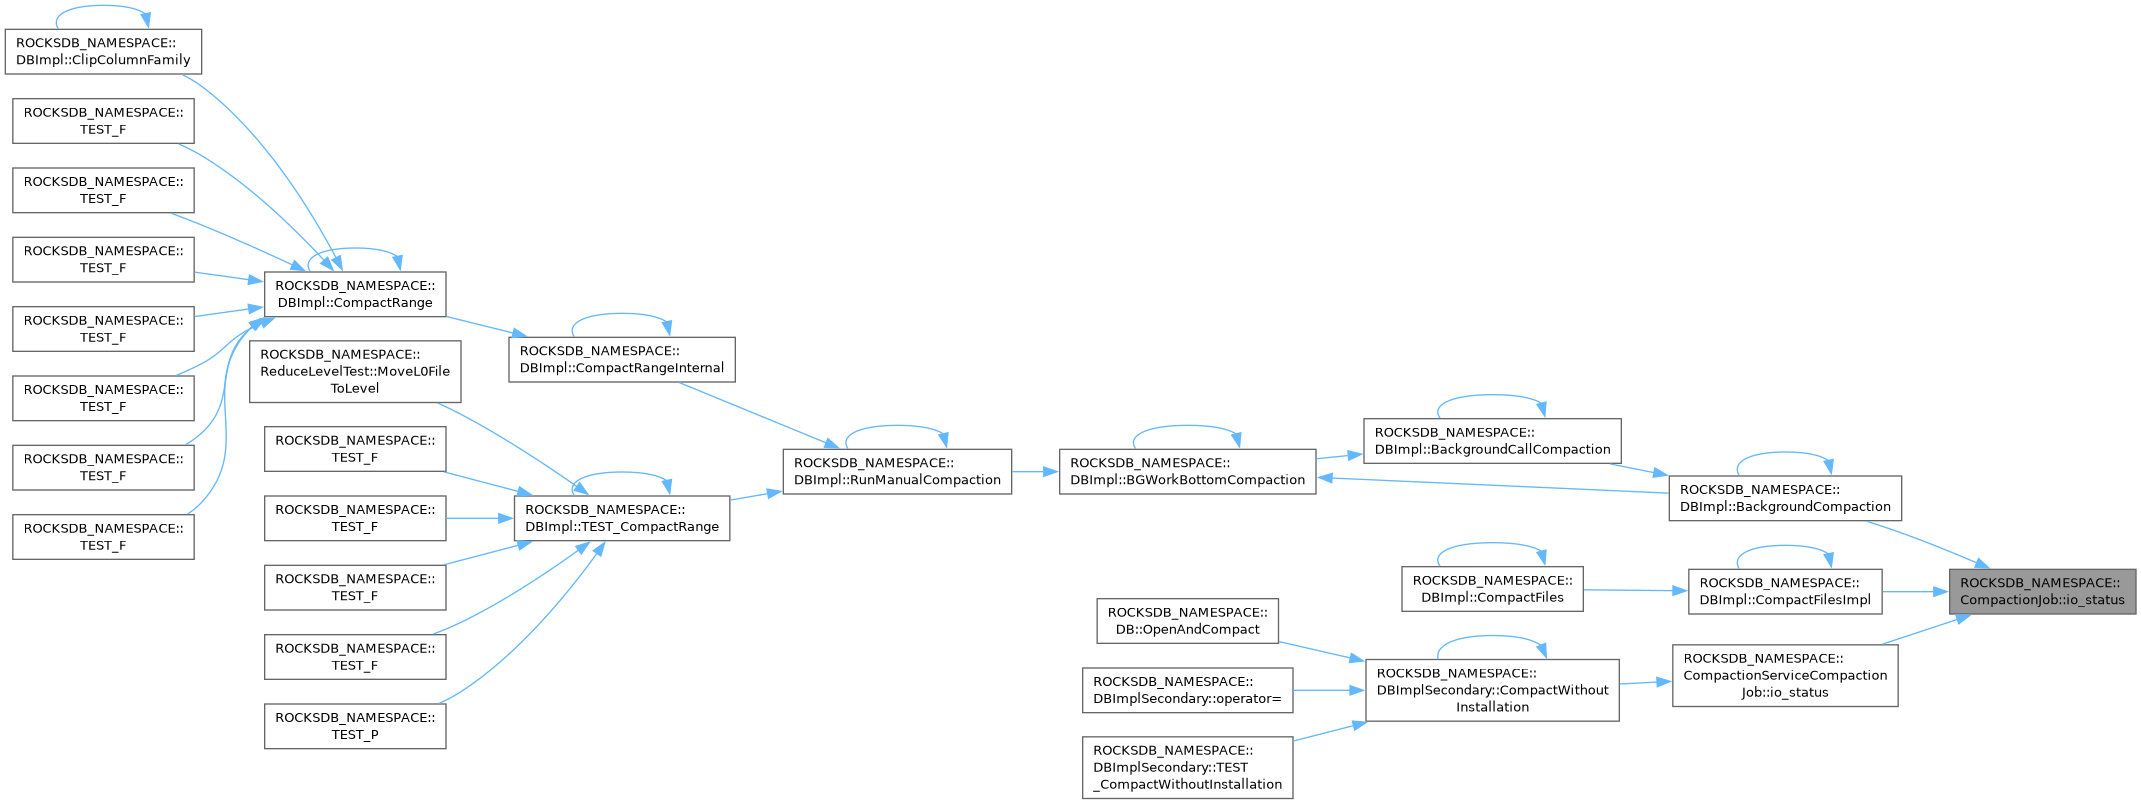 ROCKSDB_NAMESPACE::
DBImpl::ClipColumnFamily
ROCKSDB_NAMESPACE::
TEST_F
ROCKSDB_NAMESPACE::
TEST_F
ROCKSDB_NAMESPACE::
TEST_F
ROCKSDB_NAMESPACE::
TEST_F
ROCKSDB_NAMESPACE::
TEST_F
ROCKSDB_NAMESPACE::
TEST_F
ROCKSDB_NAMESPACE::
TEST_F
ROCKSDB_NAMESPACE::
DBImpl::CompactRange
ROCKSDB_NAMESPACE::
ReduceLevelTest::MoveL0File
ToLevel
ROCKSDB_NAMESPACE::
TEST_F
ROCKSDB_NAMESPACE::
TEST_F
ROCKSDB_NAMESPACE::
TEST_F
ROCKSDB_NAMESPACE::
TEST_F
ROCKSDB_NAMESPACE::
TEST_P
ROCKSDB_NAMESPACE::
DBImpl::CompactRangeInternal
ROCKSDB_NAMESPACE::
DBImpl::TEST_CompactRange
ROCKSDB_NAMESPACE::
DBImpl::RunManualCompaction
ROCKSDB_NAMESPACE::
DBImpl::BGWorkBottomCompaction
ROCKSDB_NAMESPACE::
DBImpl::BackgroundCallCompaction
ROCKSDB_NAMESPACE::
DBImpl::BackgroundCompaction
ROCKSDB_NAMESPACE::
DBImpl::CompactFiles
ROCKSDB_NAMESPACE::
DBImpl::CompactFilesImpl
ROCKSDB_NAMESPACE::
CompactionJob::io_status
ROCKSDB_NAMESPACE::
DB::OpenAndCompact
ROCKSDB_NAMESPACE::
DBImplSecondary::operator=
ROCKSDB_NAMESPACE::
DBImplSecondary::TEST
_CompactWithoutInstallation
ROCKSDB_NAMESPACE::
DBImplSecondary::CompactWithout
Installation
ROCKSDB_NAMESPACE::
CompactionServiceCompaction
Job::io_status